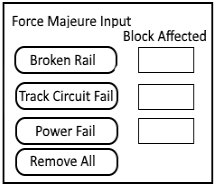 Force Majeure Input
Block Affected
Broken Rail
Track Circuit Fail
Power Fail
Remove All